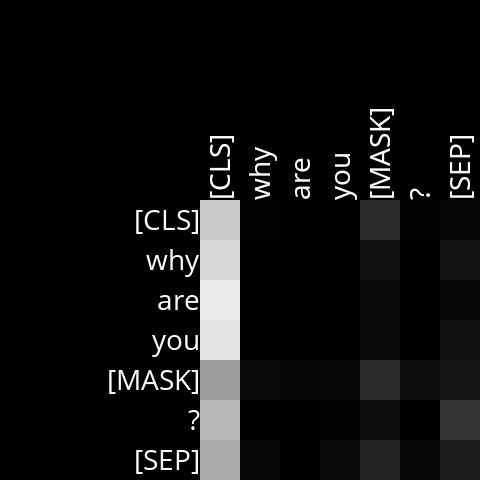 [CLS] why are you [MASK] ? [SEP]
[CLS]
why
are
you
[MASK]
?
[SEP]